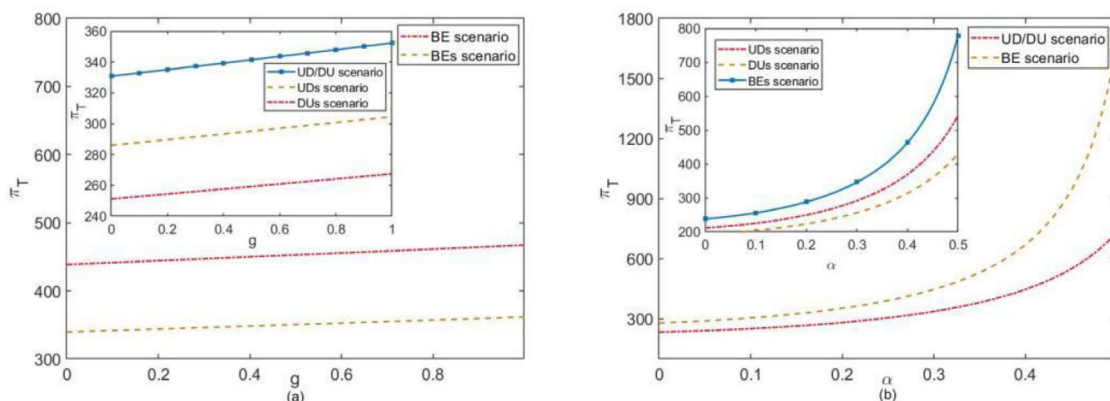 800
700
600
500
400
300
π_T
0
0.2
0.4
0.6
0.8
g
(a)
BE scenario
BEs scenario
360
340
320
300
280
260
240
π_T
0
0.2
0.4
0.6
0.8
1
g
UD/DU scenario
UDs scenario
DUs scenario
1800
1500
1200
900
600
300
π_T
0
0.1
0.2
0.3
0.4
α
(b)
UD/DU scenario
BE scenario
800
700
600
500
400
300
200
π_T
0
0.1
0.2
0.3
0.4
0.5
α
UDs scenario
DUs scenario
BEs scenario